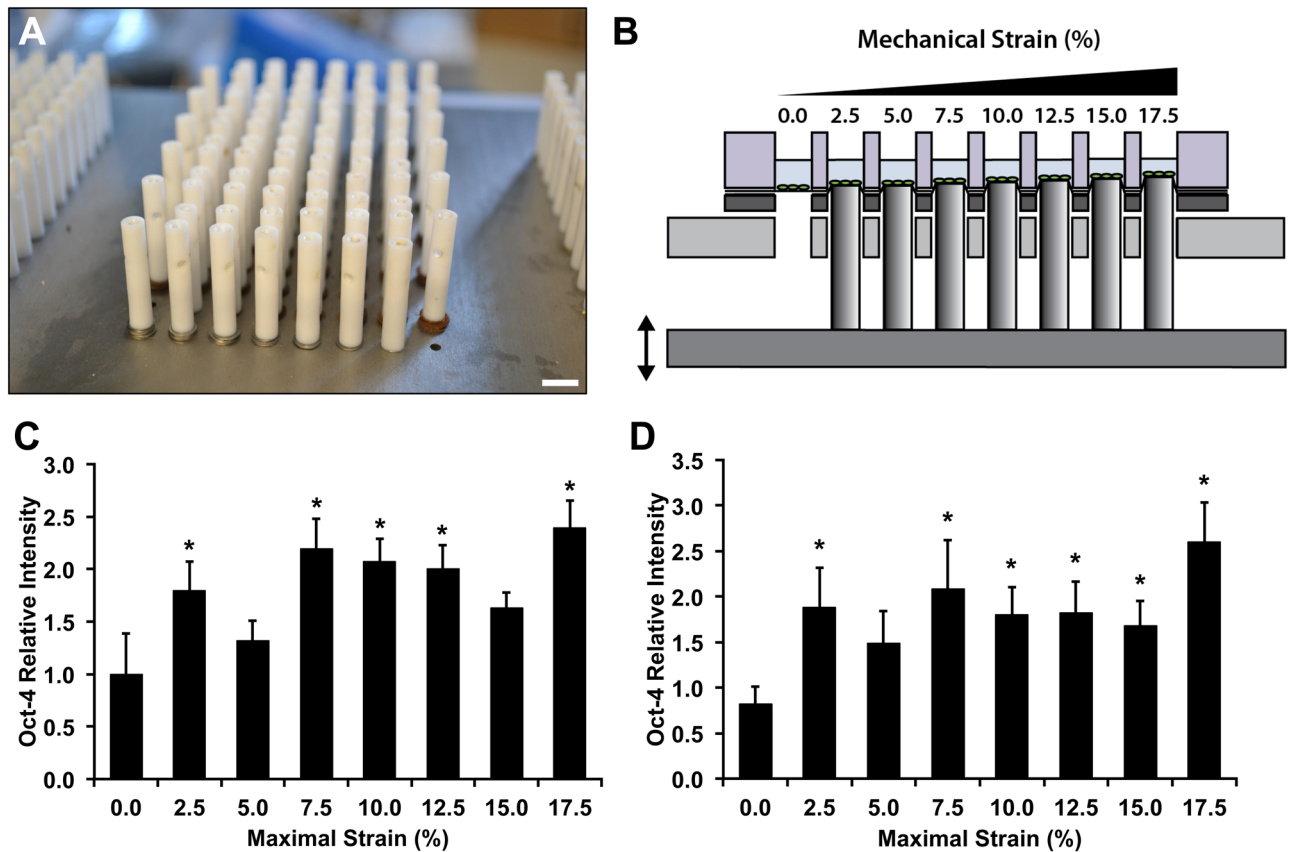 A
B
Mechanical Strain (%)
0.0 2.5 5.0 7.5 10.0 12.5 15.0 17.5
C
Oct-4 Relative Intensity
3.0
2.5
2.0
1.5
1.0
0.5
0.0
* * * * *
0.0 2.5 5.0 7.5 10.0 12.5 15.0 17.5
Maximal Strain (%)
D
Oct-4 Relative Intensity
3.5
3.0
2.5
2.0
1.5
1.0
0.5
0.0
* * * * * *
0.0 2.5 5.0 7.5 10.0 12.5 15.0 17.5
Maximal Strain (%)